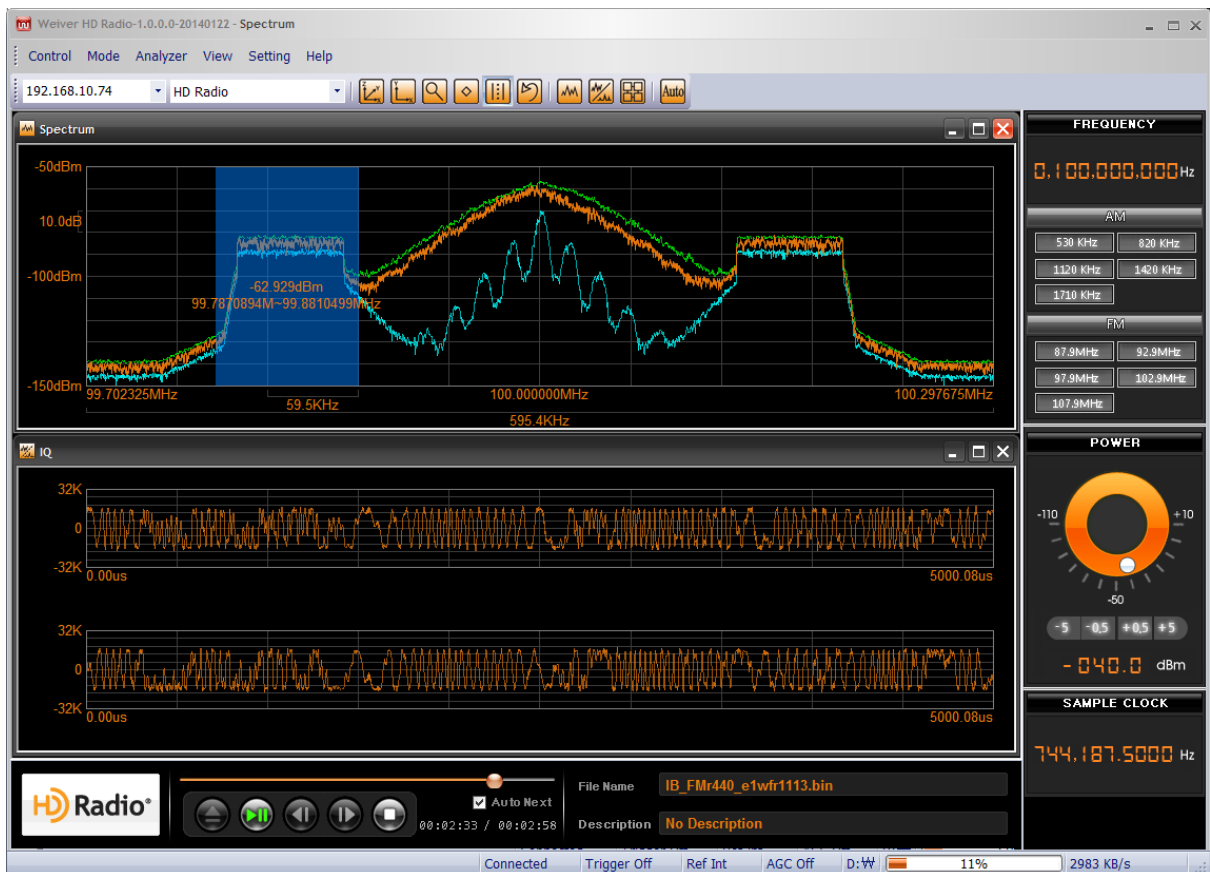 Weiver HD Radio-1.0.0.0-20140122 - Spectrum
Control Mode Analyzer View Setting Help
192.168.10.74 HD Radio Auto
Spectrum
-50dBm
10.0dB
-100dBm
-62.929dBm
99.7870894M~99.8810499MHz
-150dBm
99.702325MHz 100.000000MHz 100.297675MHz
59.5KHz
595.4KHz
IQ
32K
0
-32K
0.00us 5000.08us
32K
0
-32K
0.00us 5000.08us
FREQUENCY
0,100,000,000 Hz
AM
530 KHz 820 KHz
1120 KHz 1420 KHz
1710 KHz
FM
87.9MHz 92.9MHz
97.9MHz 102.9MHz
107.9MHz
POWER
-110 +10
-50
-5 -0,5 +0,5 +5
-040.0 dBm
SAMPLE CLOCK
744,187.5000 Hz
HD Radio®
Auto Next
00:02:33 / 00:02:58
File Name IB_FMr440_e1wfr1113.bin
Description No Description
Connected Trigger Off Ref Int AGC Off D:₩ 11% 2983 KB/s